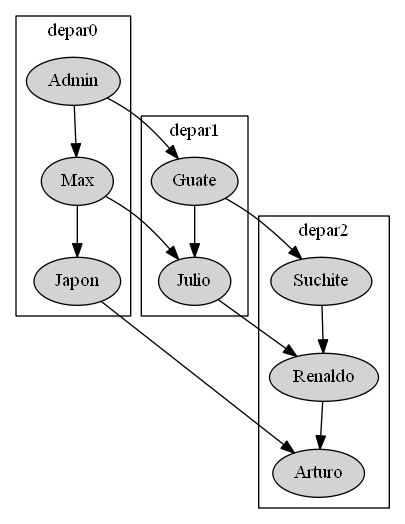 depar0
Admin
Max
Japon
depar1
Guate
Julio
depar2
Suchite
Renaldo
Arturo